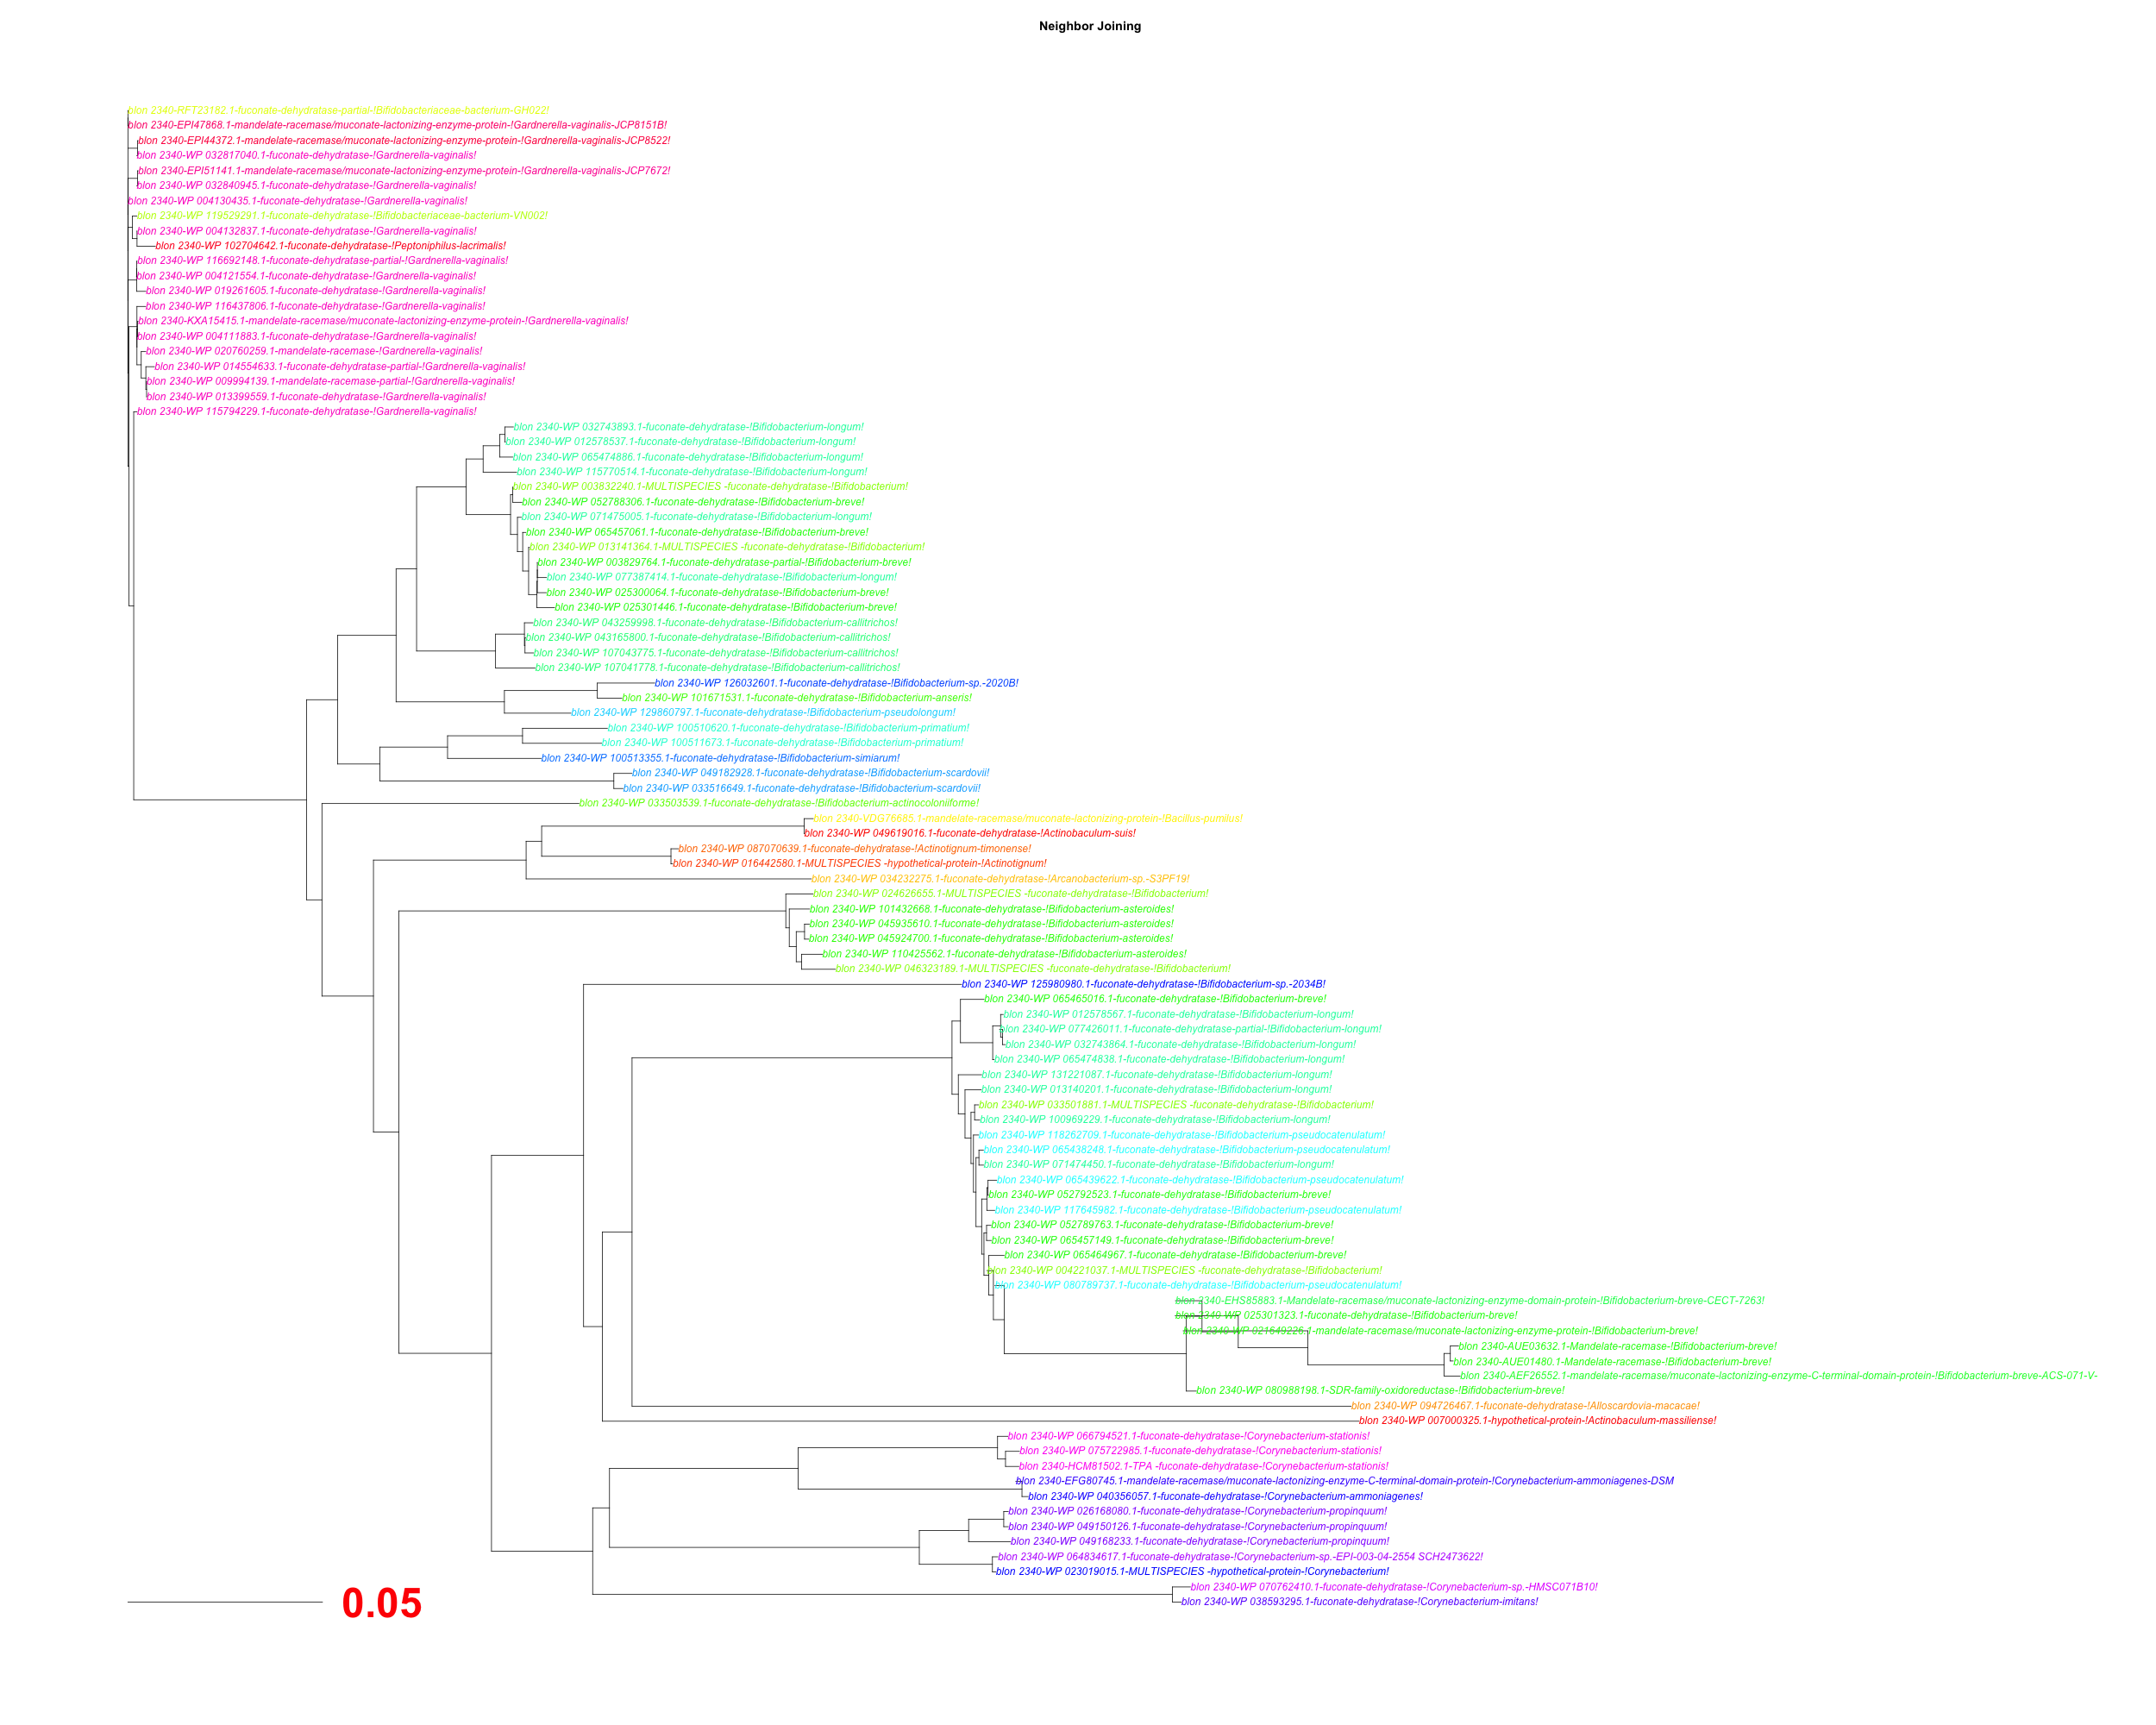 Neighbor Joining
blon 2340-RFT23182.1-fuconate-dehydratase-partial-!Bifidobacteriaceae-bacterium-GH022!
blon 2340-EPI47868.1-mandelate-racemase/muconate-lactonizing-enzyme-protein-!Gardnerella-vaginalis-JCP8151B!
blon 2340-EPI44372.1-mandelate-racemase/muconate-lactonizing-enzyme-protein-!Gardnerella-vaginalis-JCP8522!
blon 2340-WP 032817040.1-fuconate-dehydratase-!Gardnerella-vaginalis!
blon 2340-EPI51141.1-mandelate-racemase/muconate-lactonizing-enzyme-protein-!Gardnerella-vaginalis-JCP7672!
blon 2340-WP 032840945.1-fuconate-dehydratase-!Gardnerella-vaginalis!
blon 2340-WP 004130435.1-fuconate-dehydratase-!Gardnerella-vaginalis!
blon 2340-WP 119529291.1-fuconate-dehydratase-!Bifidobacteriaceae-bacterium-VN002!
blon 2340-WP 004132837.1-fuconate-dehydratase-!Gardnerella-vaginalis!
blon 2340-WP 102704642.1-fuconate-dehydratase-!Peptoniphilus-lacrimalis!
blon 2340-WP 116692148.1-fuconate-dehydratase-partial-!Gardnerella-vaginalis!
blon 2340-WP 004121554.1-fuconate-dehydratase-!Gardnerella-vaginalis!
blon 2340-WP 019261605.1-fuconate-dehydratase-!Gardnerella-vaginalis!
blon 2340-WP 116437806.1-fuconate-dehydratase-!Gardnerella-vaginalis!
blon 2340-KXA15415.1-mandelate-racemase/muconate-lactonizing-enzyme-protein-!Gardnerella-vaginalis!
blon 2340-WP 004111883.1-fuconate-dehydratase-!Gardnerella-vaginalis!
blon 2340-WP 020760259.1-mandelate-racemase-!Gardnerella-vaginalis!
blon 2340-WP 014554633.1-fuconate-dehydratase-partial-!Gardnerella-vaginalis!
blon 2340-WP 009994139.1-mandelate-racemase-partial-!Gardnerella-vaginalis!
blon 2340-WP 013399559.1-fuconate-dehydratase-!Gardnerella-vaginalis!
blon 2340-WP 115794229.1-fuconate-dehydratase-!Gardnerella-vaginalis!
blon 2340-WP 032743893.1-fuconate-dehydratase-!Bifidobacterium-longum!
blon 2340-WP 012578537.1-fuconate-dehydratase-!Bifidobacterium-longum!
blon 2340-WP 065474886.1-fuconate-dehydratase-!Bifidobacterium-longum!
blon 2340-WP 115770514.1-fuconate-dehydratase-!Bifidobacterium-longum!
blon 2340-WP 003832240.1-MULTISPECIES -fuconate-dehydratase-!Bifidobacterium!
blon 2340-WP 052788306.1-fuconate-dehydratase-!Bifidobacterium-breve!
blon 2340-WP 071475005.1-fuconate-dehydratase-!Bifidobacterium-longum!
blon 2340-WP 065457061.1-fuconate-dehydratase-!Bifidobacterium-breve!
blon 2340-WP 013141364.1-MULTISPECIES -fuconate-dehydratase-!Bifidobacterium!
blon 2340-WP 003829764.1-fuconate-dehydratase-partial-!Bifidobacterium-breve!
blon 2340-WP 077387414.1-fuconate-dehydratase-!Bifidobacterium-longum!
blon 2340-WP 025300064.1-fuconate-dehydratase-!Bifidobacterium-breve!
blon 2340-WP 025301446.1-fuconate-dehydratase-!Bifidobacterium-breve!
blon 2340-WP 043259998.1-fuconate-dehydratase-!Bifidobacterium-callitrichos!
blon 2340-WP 043165800.1-fuconate-dehydratase-!Bifidobacterium-callitrichos!
blon 2340-WP 107043775.1-fuconate-dehydratase-!Bifidobacterium-callitrichos!
blon 2340-WP 107041778.1-fuconate-dehydratase-!Bifidobacterium-callitrichos!
blon 2340-WP 126032601.1-fuconate-dehydratase-!Bifidobacterium-sp.-2020B!
blon 2340-WP 101671531.1-fuconate-dehydratase-!Bifidobacterium-anseris!
blon 2340-WP 129860797.1-fuconate-dehydratase-!Bifidobacterium-pseudolongum!
blon 2340-WP 100510620.1-fuconate-dehydratase-!Bifidobacterium-primatium!
blon 2340-WP 100511673.1-fuconate-dehydratase-!Bifidobacterium-primatium!
blon 2340-WP 100513355.1-fuconate-dehydratase-!Bifidobacterium-simiarum!
blon 2340-WP 049182928.1-fuconate-dehydratase-!Bifidobacterium-scardovii!
blon 2340-WP 033516649.1-fuconate-dehydratase-!Bifidobacterium-scardovii!
blon 2340-WP 033503539.1-fuconate-dehydratase-!Bifidobacterium-actinocoloniiforme!
blon 2340-VDG76685.1-mandelate-racemase/muconate-lactonizing-protein-!Bacillus-pumilus!
blon 2340-WP 049619016.1-fuconate-dehydratase-!Actinobaculum-suis!
blon 2340-WP 087070639.1-fuconate-dehydratase-!Actinotignum-timonense!
blon 2340-WP 016442580.1-MULTISPECIES -hypothetical-protein-!Actinotignum!
blon 2340-WP 034232275.1-fuconate-dehydratase-!Arcanobacterium-sp.-S3PF19!
blon 2340-WP 024626655.1-MULTISPECIES -fuconate-dehydratase-!Bifidobacterium!
blon 2340-WP 101432668.1-fuconate-dehydratase-!Bifidobacterium-asteroides!
blon 2340-WP 045935610.1-fuconate-dehydratase-!Bifidobacterium-asteroides!
blon 2340-WP 045924700.1-fuconate-dehydratase-!Bifidobacterium-asteroides!
blon 2340-WP 110425562.1-fuconate-dehydratase-!Bifidobacterium-asteroides!
blon 2340-WP 046323189.1-MULTISPECIES -fuconate-dehydratase-!Bifidobacterium!
blon 2340-WP 125980980.1-fuconate-dehydratase-!Bifidobacterium-sp.-2034B!
blon 2340-WP 065465016.1-fuconate-dehydratase-!Bifidobacterium-breve!
blon 2340-WP 012578567.1-fuconate-dehydratase-!Bifidobacterium-longum!
blon 2340-WP 077426011.1-fuconate-dehydratase-partial-!Bifidobacterium-longum!
blon 2340-WP 032743864.1-fuconate-dehydratase-!Bifidobacterium-longum!
blon 2340-WP 065474838.1-fuconate-dehydratase-!Bifidobacterium-longum!
blon 2340-WP 131221087.1-fuconate-dehydratase-!Bifidobacterium-longum!
blon 2340-WP 013140201.1-fuconate-dehydratase-!Bifidobacterium-longum!
blon 2340-WP 033501881.1-MULTISPECIES -fuconate-dehydratase-!Bifidobacterium!
blon 2340-WP 100969229.1-fuconate-dehydratase-!Bifidobacterium-longum!
blon 2340-WP 118262709.1-fuconate-dehydratase-!Bifidobacterium-pseudocatenulatum!
blon 2340-WP 065438248.1-fuconate-dehydratase-!Bifidobacterium-pseudocatenulatum!
blon 2340-WP 071474450.1-fuconate-dehydratase-!Bifidobacterium-longum!
blon 2340-WP 065439622.1-fuconate-dehydratase-!Bifidobacterium-pseudocatenulatum!
blon 2340-WP 052792523.1-fuconate-dehydratase-!Bifidobacterium-breve!
blon 2340-WP 117645982.1-fuconate-dehydratase-!Bifidobacterium-pseudocatenulatum!
blon 2340-WP 052789763.1-fuconate-dehydratase-!Bifidobacterium-breve!
blon 2340-WP 065457149.1-fuconate-dehydratase-!Bifidobacterium-breve!
blon 2340-WP 065464967.1-fuconate-dehydratase-!Bifidobacterium-breve!
blon 2340-WP 004221037.1-MULTISPECIES -fuconate-dehydratase-!Bifidobacterium!
blon 2340-WP 080789737.1-fuconate-dehydratase-!Bifidobacterium-pseudocatenulatum!
blon 2340-EHS85883.1-Mandelate-racemase/muconate-lactonizing-enzyme-domain-protein-!Bifidobacterium-breve-CECT-7263!
blon 2340-WP 025301323.1-fuconate-dehydratase-!Bifidobacterium-breve!
blon 2340-WP 021649226.1-mandelate-racemase/muconate-lactonizing-enzyme-protein-!Bifidobacterium-breve!
blon 2340-AUE03632.1-Mandelate-racemase-!Bifidobacterium-breve!
blon 2340-AUE01480.1-Mandelate-racemase-!Bifidobacterium-breve!
blon 2340-AEF26552.1-mandelate-racemase/muconate-lactonizing-enzyme-C-terminal-domain-protein-!Bifidobacterium-breve-ACS-071-V-
blon 2340-WP 080988198.1-SDR-family-oxidoreductase-!Bifidobacterium-breve!
blon 2340-WP 094726467.1-fuconate-dehydratase-!Alloscardovia-macacae!
blon 2340-WP 007000325.1-hypothetical-protein-!Actinobaculum-massiliense!
blon 2340-WP 066794521.1-fuconate-dehydratase-!Corynebacterium-stationis!
blon 2340-WP 075722985.1-fuconate-dehydratase-!Corynebacterium-stationis!
blon 2340-HCM81502.1-TPA -fuconate-dehydratase-!Corynebacterium-stationis!
blon 2340-EFG80745.1-mandelate-racemase/muconate-lactonizing-enzyme-C-terminal-domain-protein-!Corynebacterium-ammoniagenes-DSM
blon 2340-WP 040356057.1-fuconate-dehydratase-!Corynebacterium-ammoniagenes!
blon 2340-WP 026168080.1-fuconate-dehydratase-!Corynebacterium-propinquum!
blon 2340-WP 049150126.1-fuconate-dehydratase-!Corynebacterium-propinquum!
blon 2340-WP 049168233.1-fuconate-dehydratase-!Corynebacterium-propinquum!
blon 2340-WP 064834617.1-fuconate-dehydratase-!Corynebacterium-sp.-EPI-003-04-2554 SCH2473622!
blon 2340-WP 023019015.1-MULTISPECIES -hypothetical-protein-!Corynebacterium!
blon 2340-WP 070762410.1-fuconate-dehydratase-!Corynebacterium-sp.-HMSC071B10!
blon 2340-WP 038593295.1-fuconate-dehydratase-!Corynebacterium-imitans!
0.05